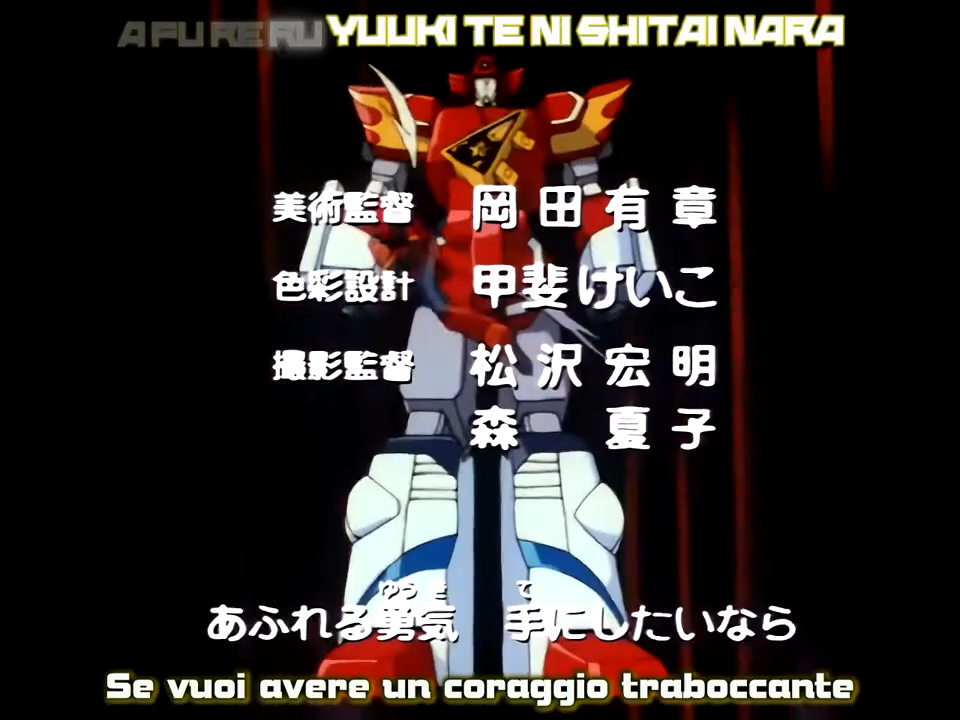 A FU RE RU YUUKI TE NI SHITAI NARA
美術監督 岡田有章
色彩設計 甲斐けいこ
撮影監督 松沢宏明
森 夏子
ゆうき て
あふれる勇気 手にしたいなら
Se vuoi avere un coraggio traboccante